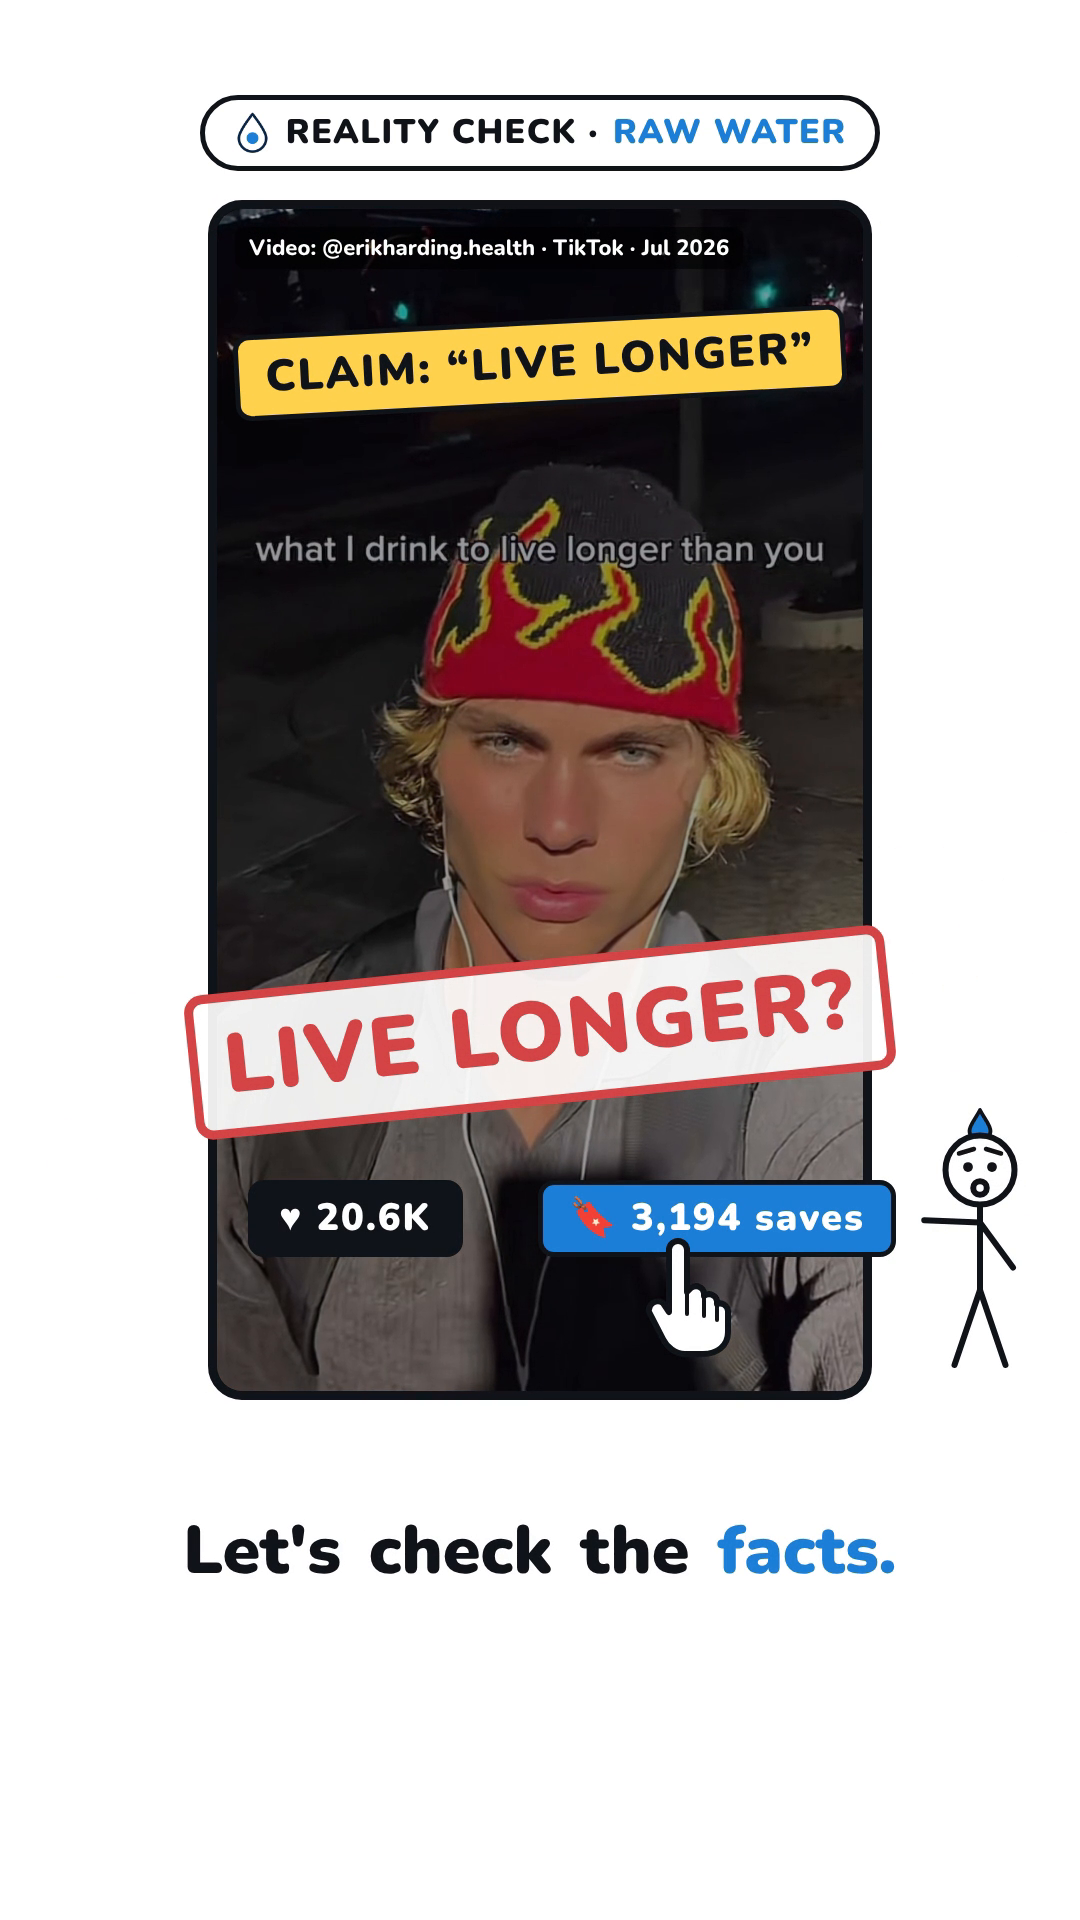 REALITY CHECK · RAW WATER
Video: @erikharding.health · TikTok · Jul 2026
CLAIM: “LIVE LONGER”
what I drink to live longer than you
LIVE LONGER?
♥ 20.6K
🔖 3,194 saves
Let's check the facts.